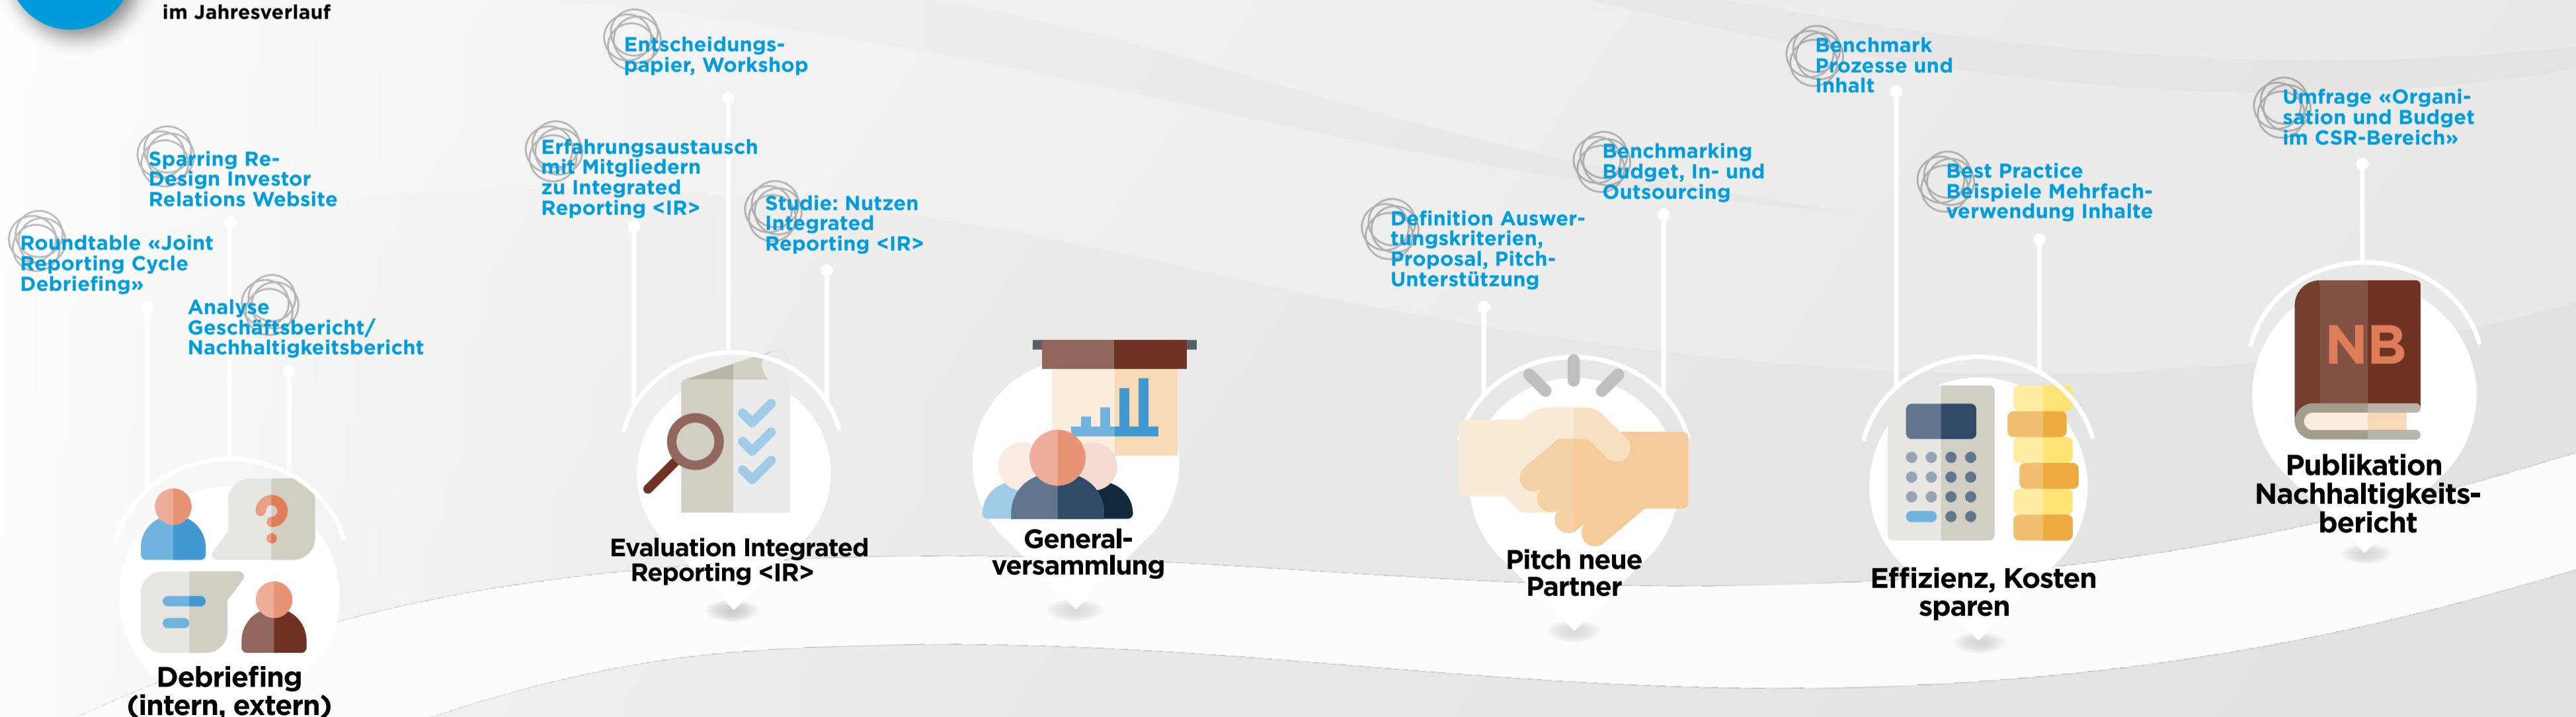 im Jahresverlauf
Roundtable «Joint
Reporting Cycle
Debriefing»
Sparring Re-
Design Investor
Relations Website
Analyse
Geschäftsbericht/
Nachhaltigkeitsbericht
Debriefing
(intern, extern)
Erfahrungsaustausch
mit Mitgliedern
zu Integrated
Reporting <IR>
Entscheidungs-
papier, Workshop
Studie: Nutzen
Integrated
Reporting <IR>
Evaluation Integrated
Reporting <IR>
General-
versammlung
Definition Auswer-
tungskriterien,
Proposal, Pitch-
Unterstützung
Benchmarking
Budget, In- und
Outsourcing
Pitch neue
Partner
Benchmark
Prozesse und
Inhalt
Best Practice
Beispiele Mehrfach-
verwendung Inhalte
Effizienz, Kosten
sparen
Umfrage «Organi-
sation und Budget
im CSR-Bereich»
NB
Publikation
Nachhaltigkeits-
bericht